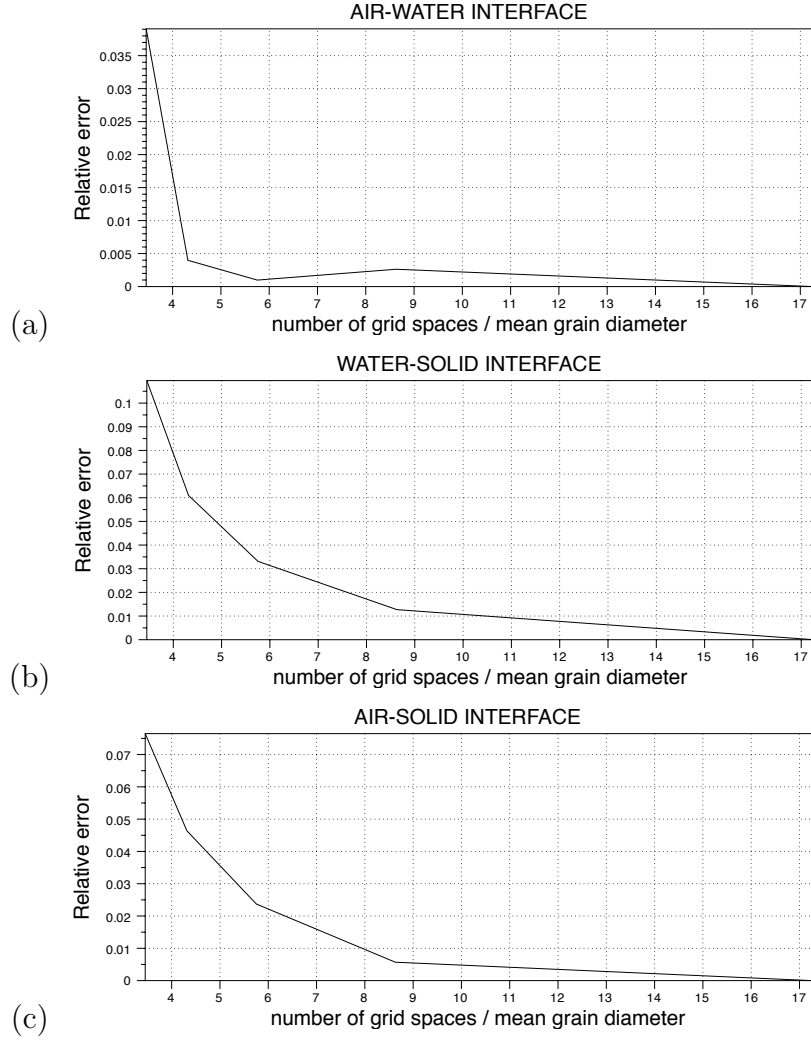 AIR-WATER INTERFACE
0.035
0.03
0.025
0.02
0.015
0.01
0.005
0
Relative error
4 5 6 7 8 9 10 11 12 13 14 15 16 17
number of grid spaces / mean grain diameter
(a)
WATER-SOLID INTERFACE
0.1
0.09
0.08
0.07
0.06
0.05
0.04
0.03
0.02
0.01
0
Relative error
4 5 6 7 8 9 10 11 12 13 14 15 16 17
number of grid spaces / mean grain diameter
(b)
AIR-SOLID INTERFACE
0.07
0.06
0.05
0.04
0.03
0.02
0.01
0
Relative error
4 5 6 7 8 9 10 11 12 13 14 15 16 17
number of grid spaces / mean grain diameter
(c)